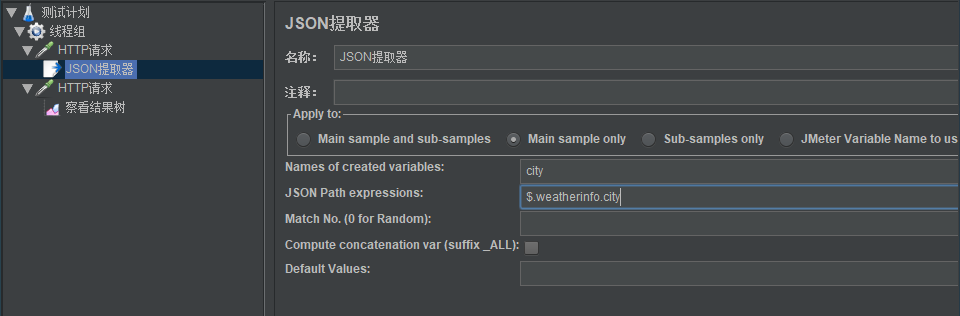 测试计划
线程组
HTTP请求
JSON提取器
HTTP请求
察看结果树
JSON提取器
名称： JSON提取器
注释：
Apply to:
Main sample and sub-samples Main sample only Sub-samples only JMeter Variable Name to us
Names of created variables: city
JSON Path expressions: $.weatherinfo.city
Match No. (0 for Random):
Compute concatenation var (suffix _ALL):
Default Values: